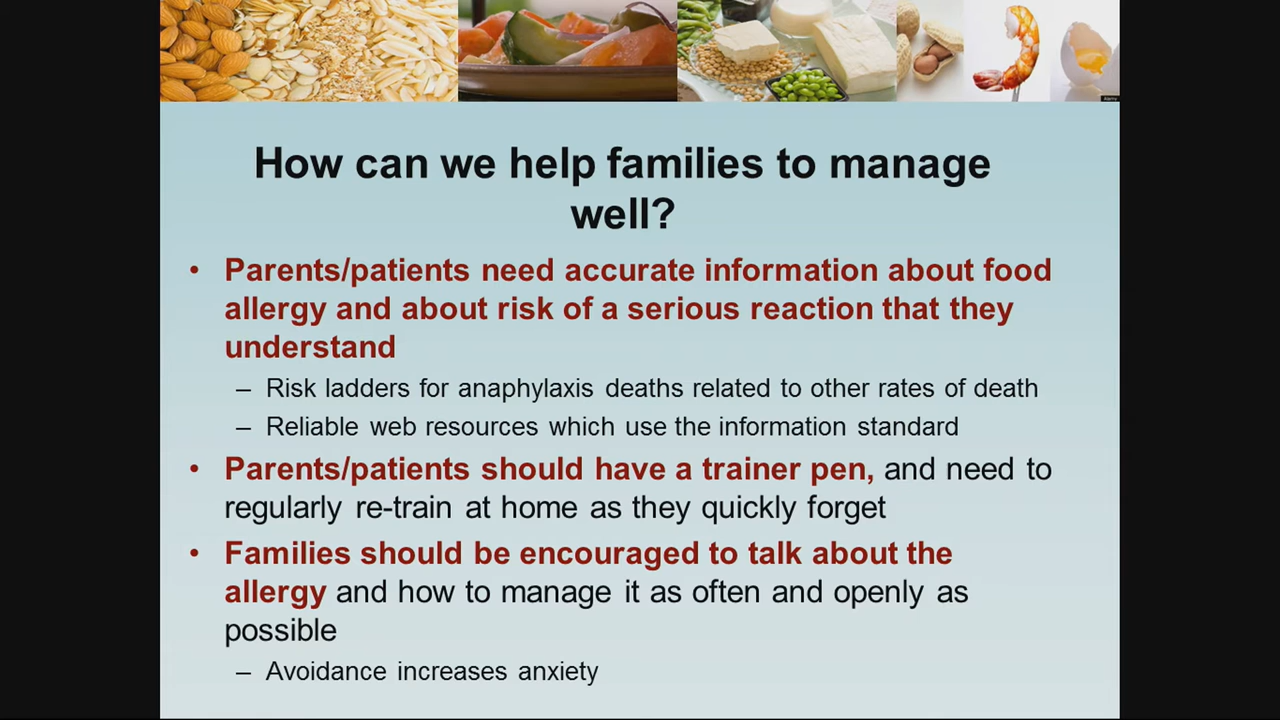 How can we help families to manage
well?
• Parents/patients need accurate information about food
allergy and about risk of a serious reaction that they
understand
– Risk ladders for anaphylaxis deaths related to other rates of death
– Reliable web resources which use the information standard
• Parents/patients should have a trainer pen, and need to
regularly re-train at home as they quickly forget
• Families should be encouraged to talk about the
allergy and how to manage it as often and openly as
possible
– Avoidance increases anxiety